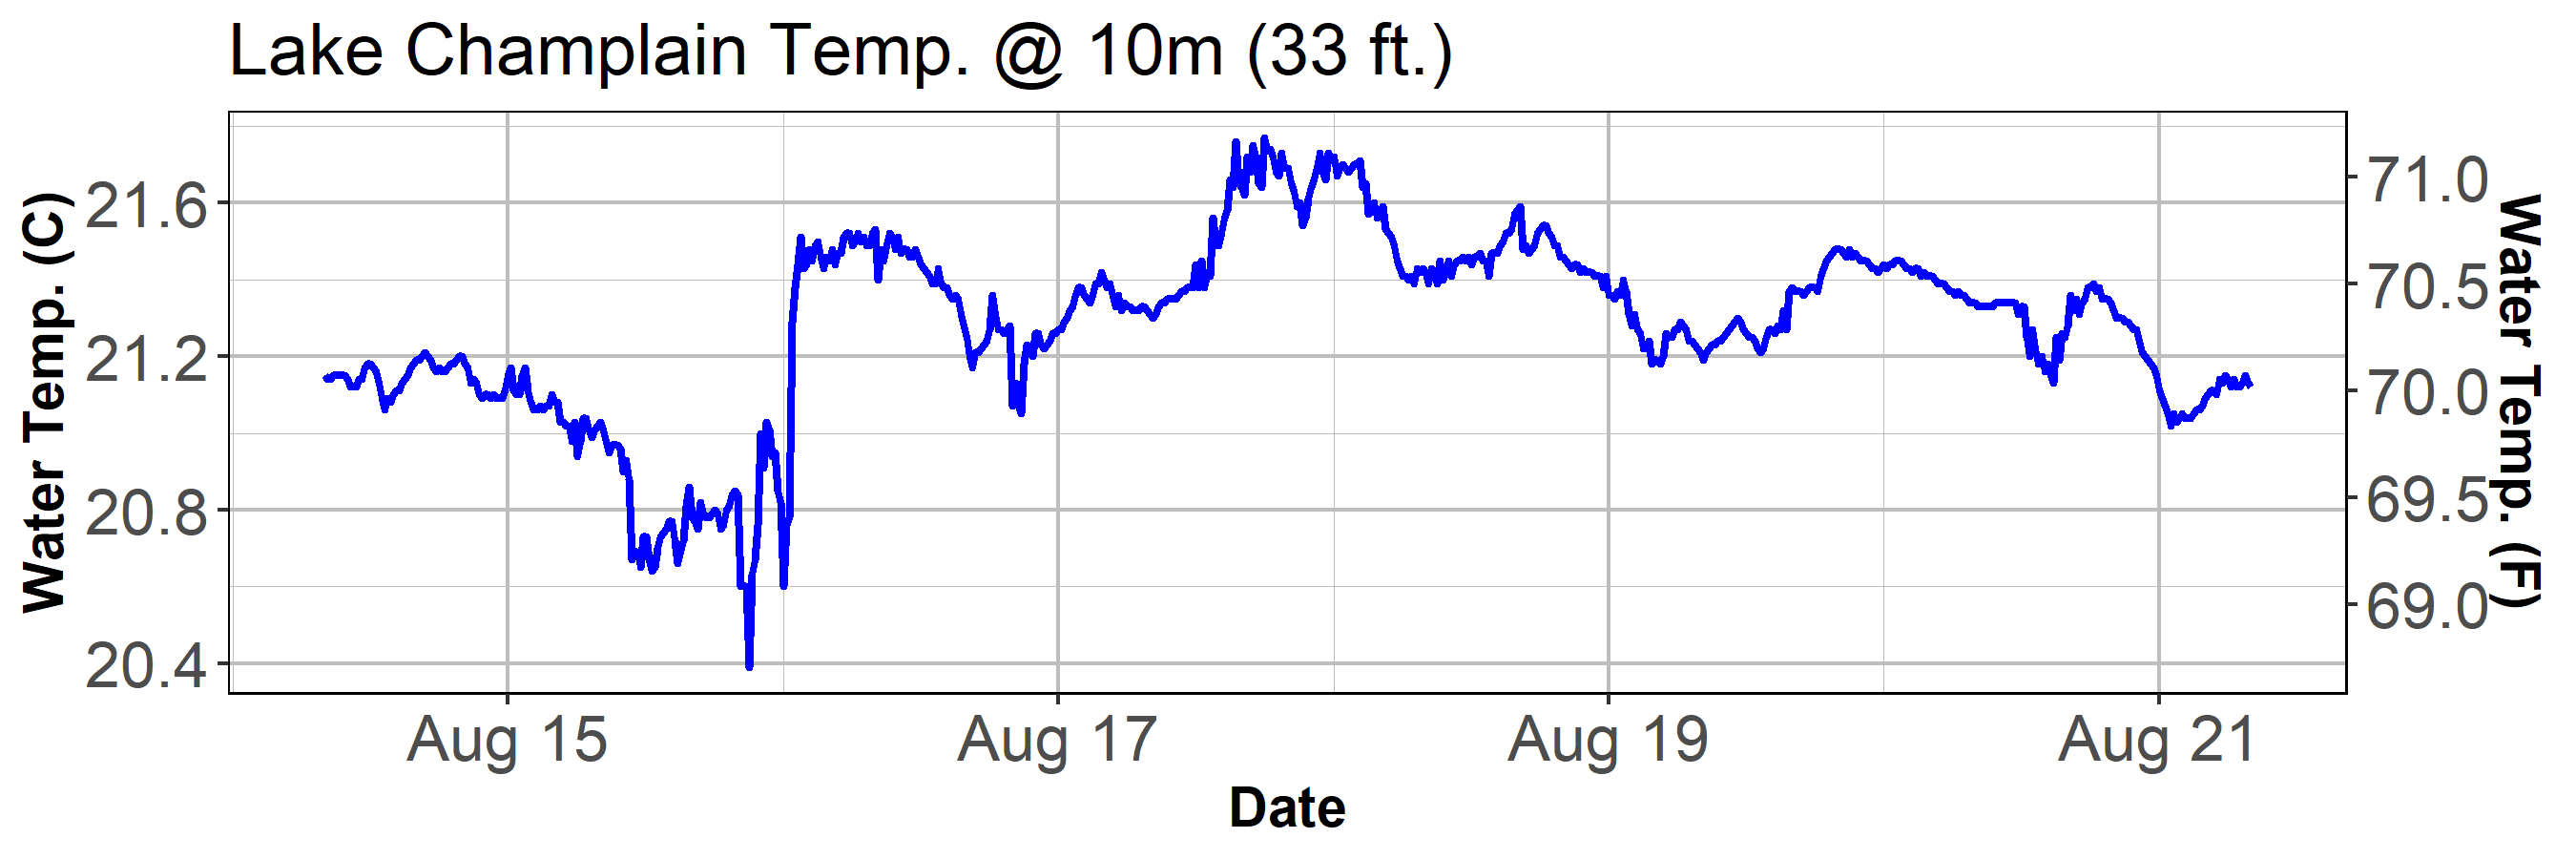 Lake Champlain Temp. @ 10m (33 ft.)
Water Temp. (C)
21.6
21.2
20.8
20.4
71.0
70.5
70.0
69.5
69.0
Water Temp. (F)
Aug 15
Aug 17
Aug 19
Aug 21
Date